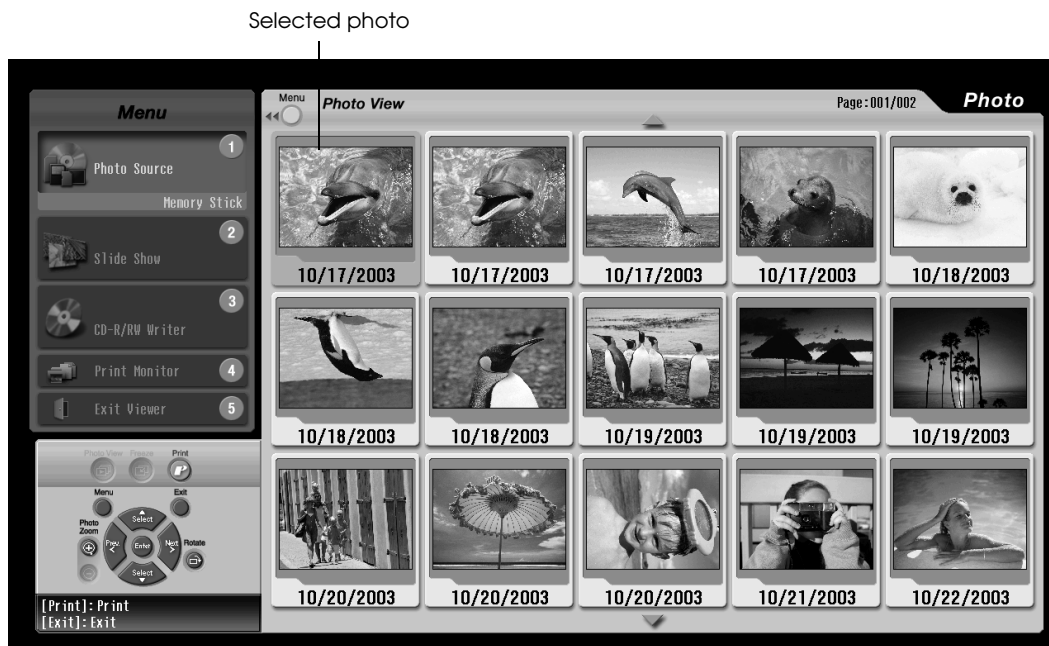 Selected photo
Menu
Photo Source
1
Memory Stick
Slide Show
2
CD-R/RW Writer
3
Print Monitor
4
Exit Viewer
5
Photo View Freeze Print
Menu
Exit
Photo Zoom
Select
Prev.
Enter
Next
Rotate
Select
[Print]: Print
[Exit]: Exit
Menu
Photo View
Page:001/002
Photo
10/17/2003 10/17/2003 10/17/2003 10/17/2003 10/18/2003
10/18/2003 10/18/2003 10/19/2003 10/19/2003 10/19/2003
10/20/2003 10/20/2003 10/20/2003 10/21/2003 10/22/2003